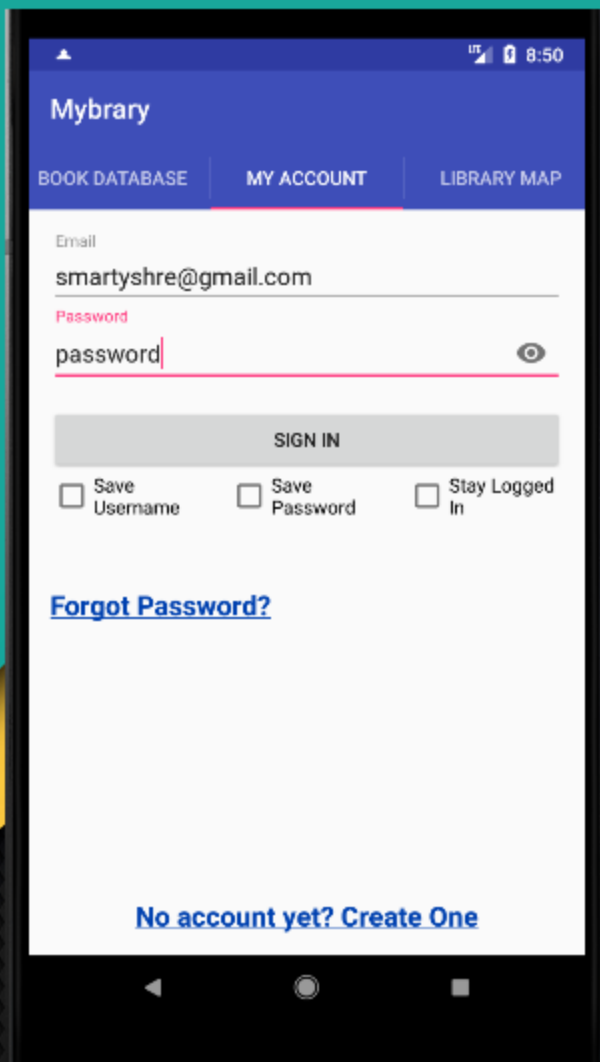 LTE 8:50
Mybrary
BOOK DATABASE MY ACCOUNT LIBRARY MAP
Email
smartyshre@gmail.com
Password
password
SIGN IN
Save Username
Save Password
Stay Logged In
Forgot Password?
No account yet? Create One